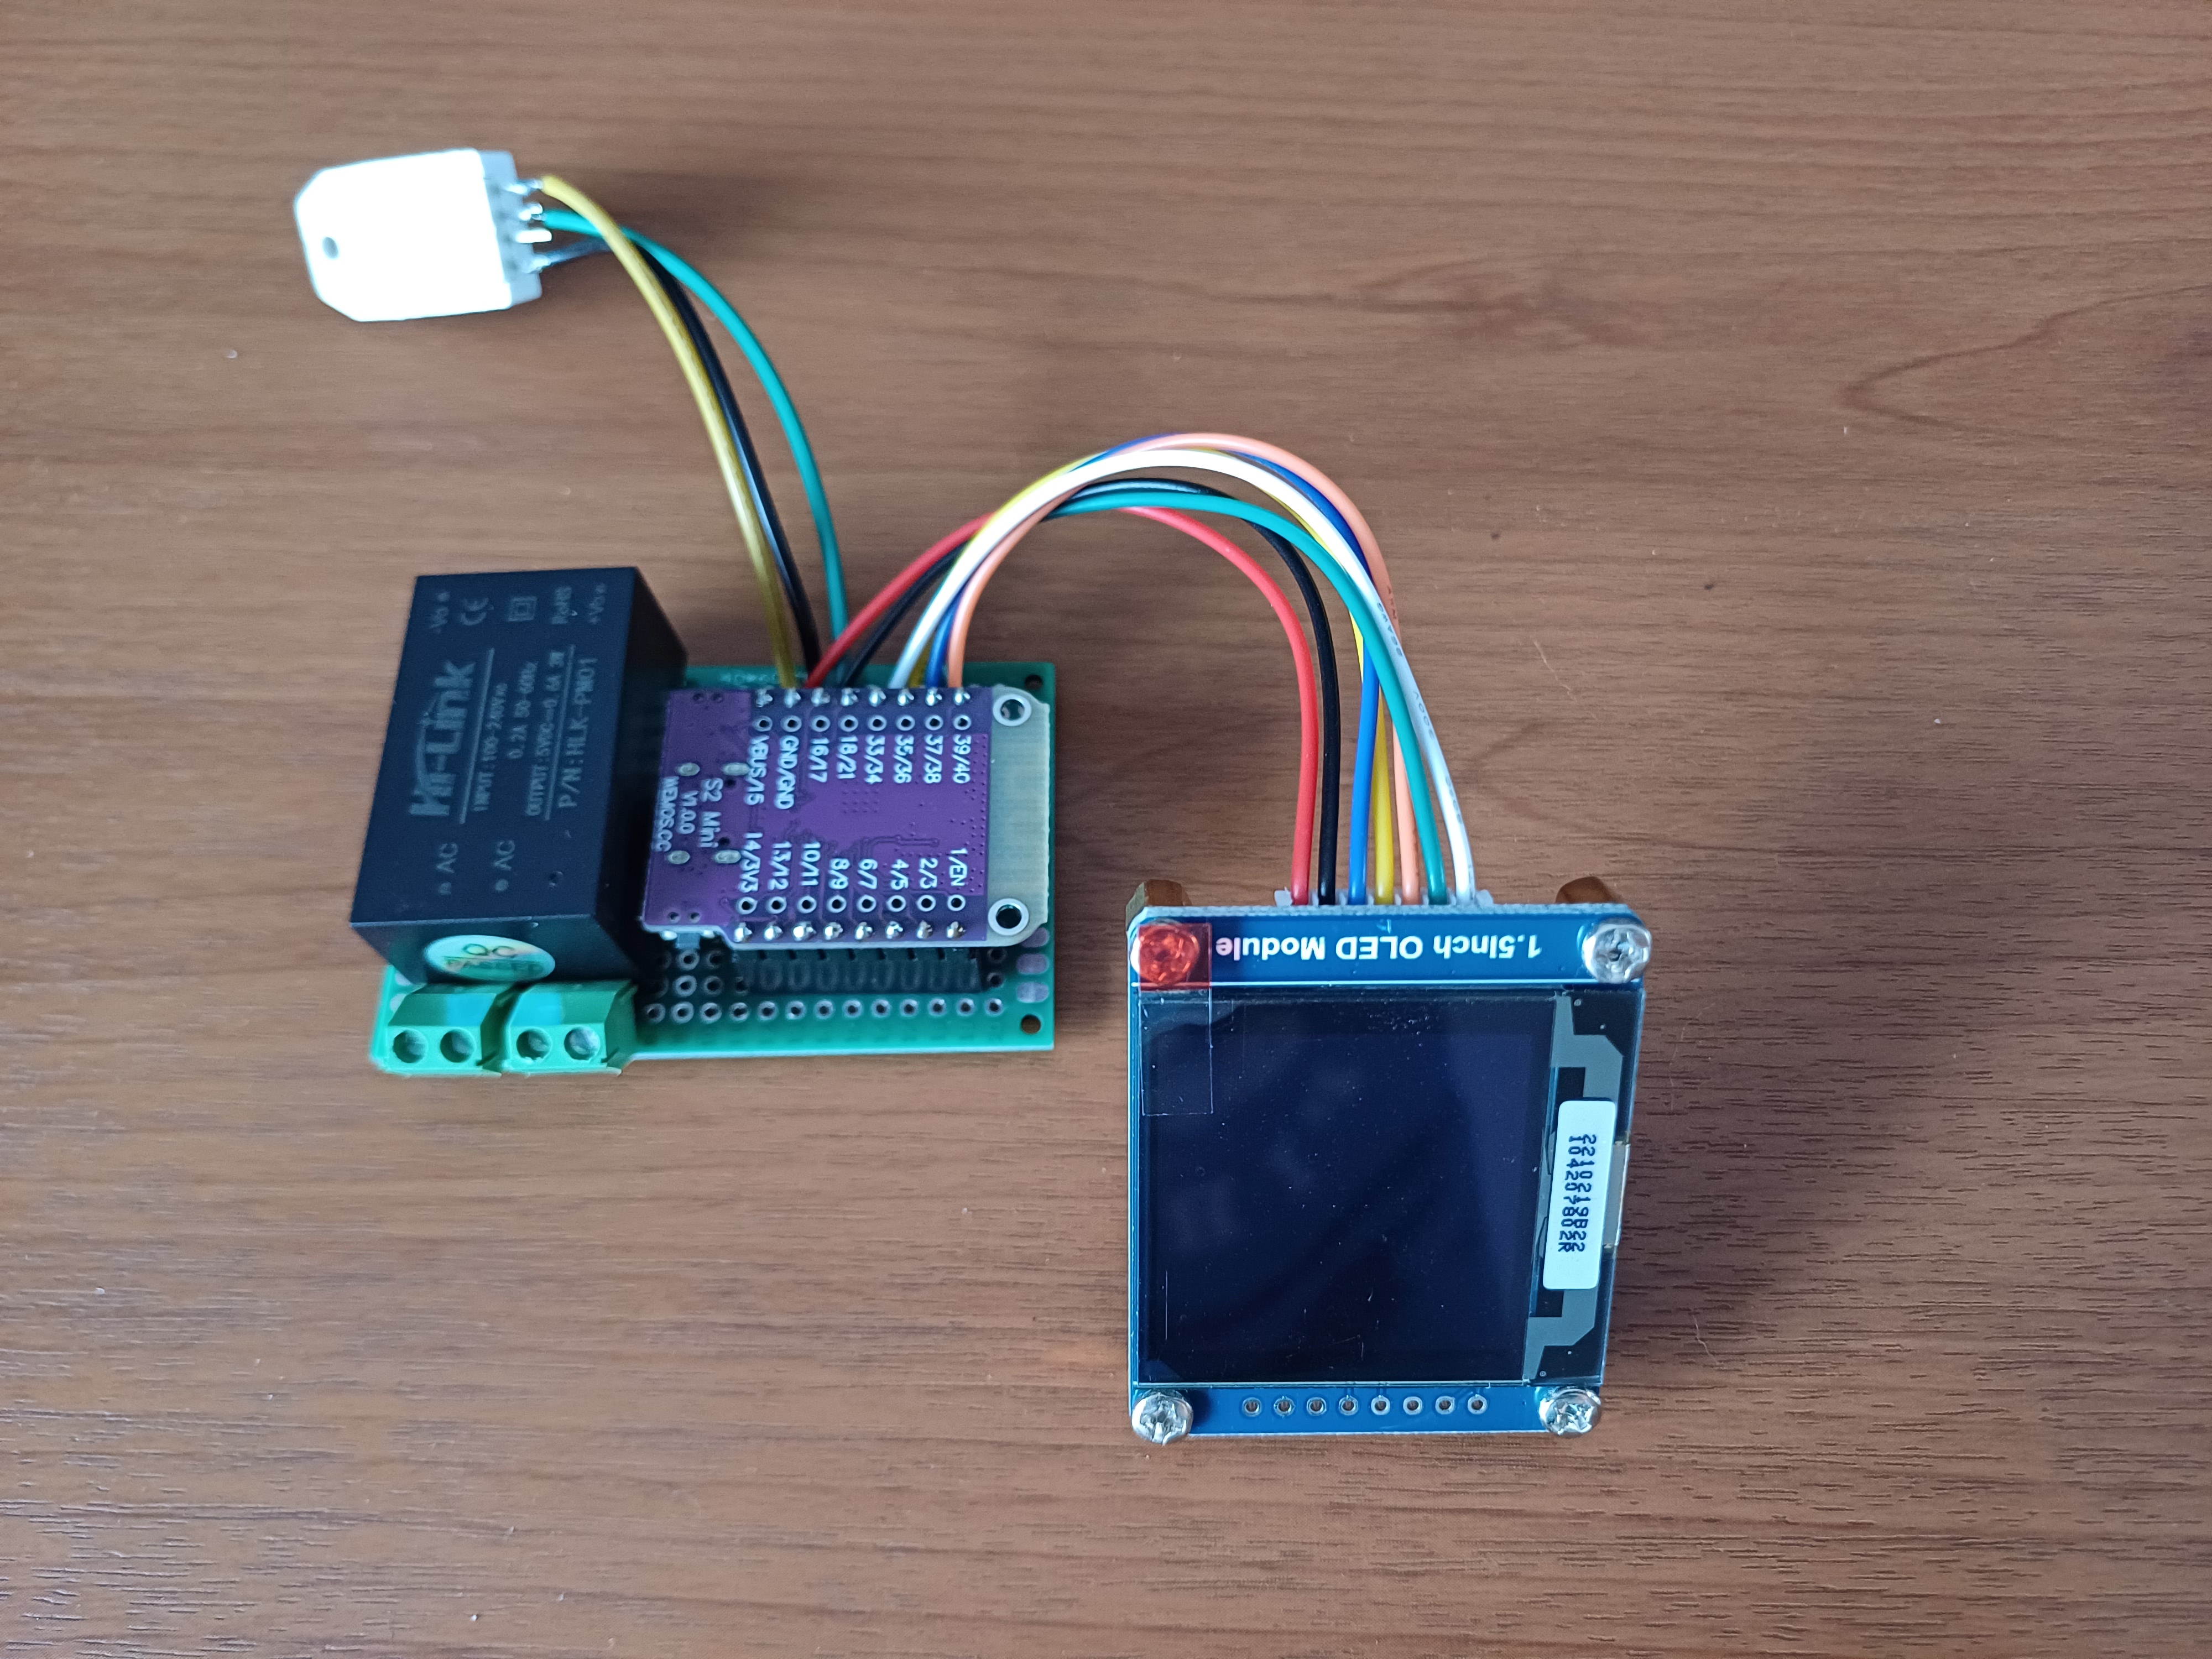 -Vo
CE
RoHS
+Vo
Hi-Link
INPUT:100-240Vac
0.2A 50-60Hz
OUTPUT:5VDC⎓0.6A 3W
P/N:HLK-PM01
AC
AC
QC
PASSED
VBUS/15
GND/GND
16/17
18/21
33/34
35/36
37/38
39/40
S2 Mini
V1.0.0
WEMOS.CC
14/3V3
13/12
10/11
8/9
6/7
4/5
2/3
1/EN
1.5inch OLED Module
2210219B22
104207802R